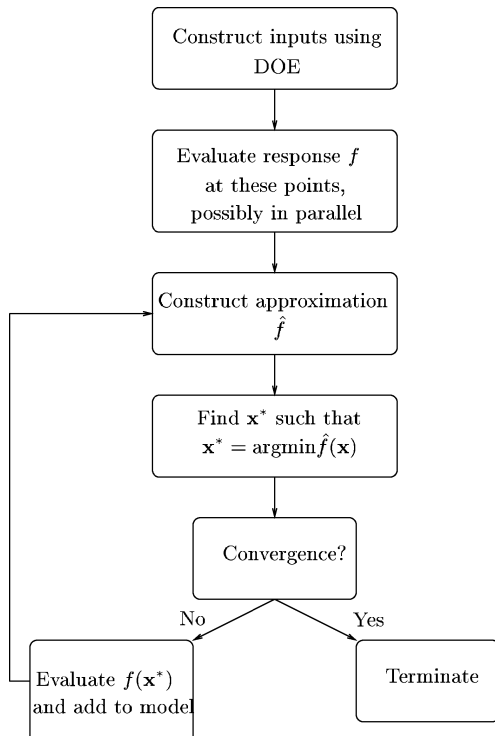 Construct inputs using
DOE
Evaluate response f
at these points,
possibly in parallel
Construct approximation
f̂
Find x* such that
x* = argminf̂(x)
Convergence?
No
Yes
Evaluate f(x*)
and add to model
Terminate